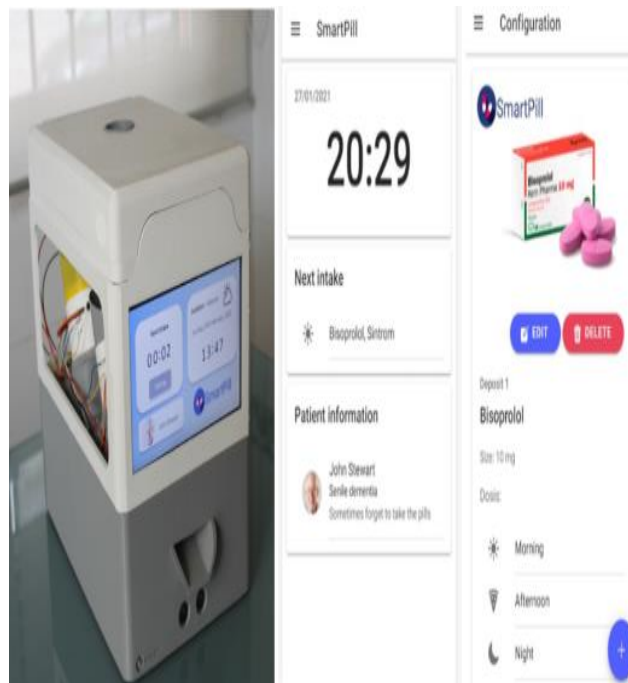 00:02
13:47
SmartPill
SmartPill
27/01/2021
20:29
Next intake
Bisoprolol, Sintrom
Patient information
John Stewart
Senile dementia
Sometimes forget to take the pills
Configuration
SmartPill
Bisoprolol
10 mg
EDIT
DELETE
Deposit 1
Bisoprolol
Size: 10 mg
Dosis:
Morning
Afternoon
Night